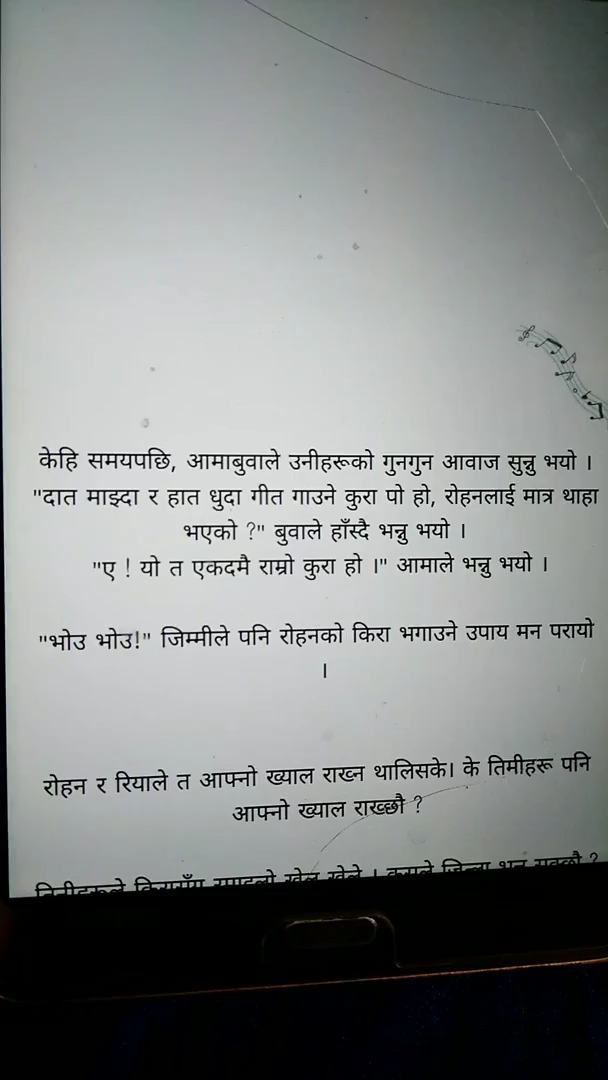 केहि समयपछि, आमाबुवाले उनीहरूको गुनगुन आवाज सुन्नु भयो ।
"दात माझ्दा र हात धुदा गीत गाउने कुरा पो हो, रोहनलाई मात्र थाहा
भएको ?" बुवाले हाँस्दै भन्नु भयो ।
"ए ! यो त एकदमै राम्रो कुरा हो ।" आमाले भन्नु भयो ।
"भोउ भोउ!" जिम्मीले पनि रोहनको किरा भगाउने उपाय मन परायो
।
रोहन र रियाले त आफ्नो ख्याल राख्न थालिसके। के तिमीहरू पनि
आफ्नो ख्याल राख्छौ ?
खेल खेले ।